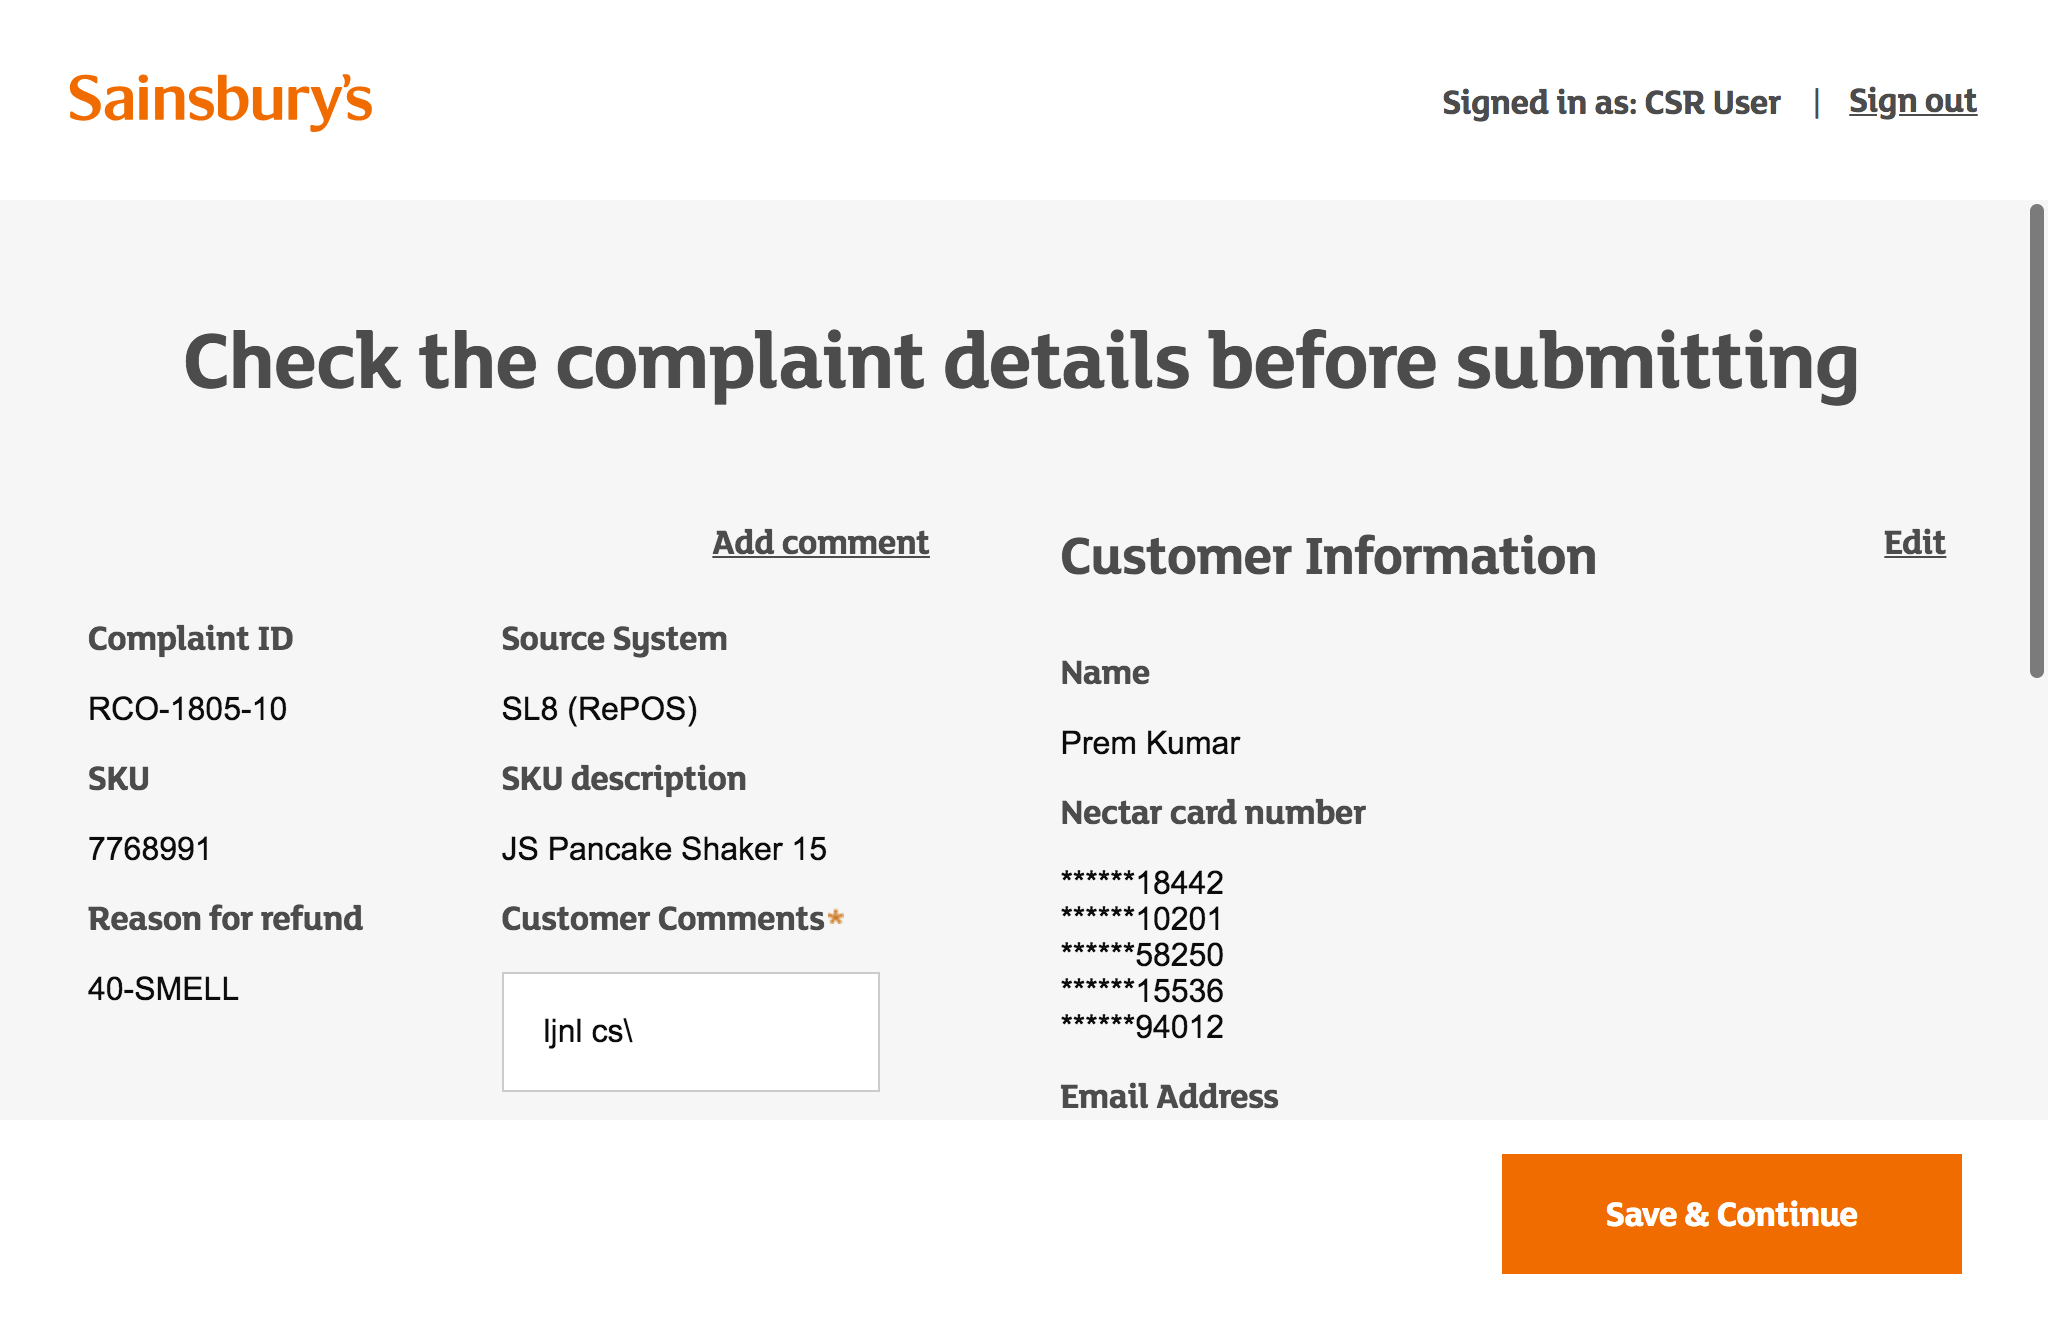 Sainsbury's
Signed in as: CSR User | Sign out
Check the complaint details before submitting
Add comment
Complaint ID
RCO-1805-10
Source System
SL8 (RePOS)
SKU
7768991
SKU description
JS Pancake Shaker 15
Reason for refund
40-SMELL
Customer Comments*
ljnl cs\
Customer Information
Edit
Name
Prem Kumar
Nectar card number
******18442
******10201
******58250
******15536
******94012
Email Address
Save & Continue